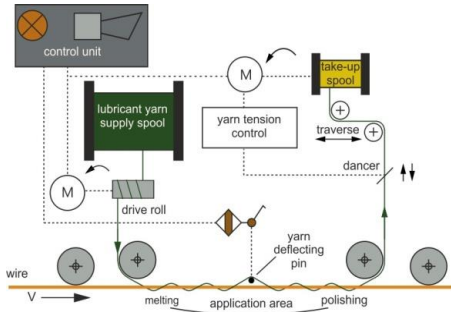 control unit
M
take-up
spool
lubricant yarn
supply spool
yarn tension
control
traverse
dancer
M
drive roll
yarn
deflecting
pin
wire
V
melting
application area
polishing